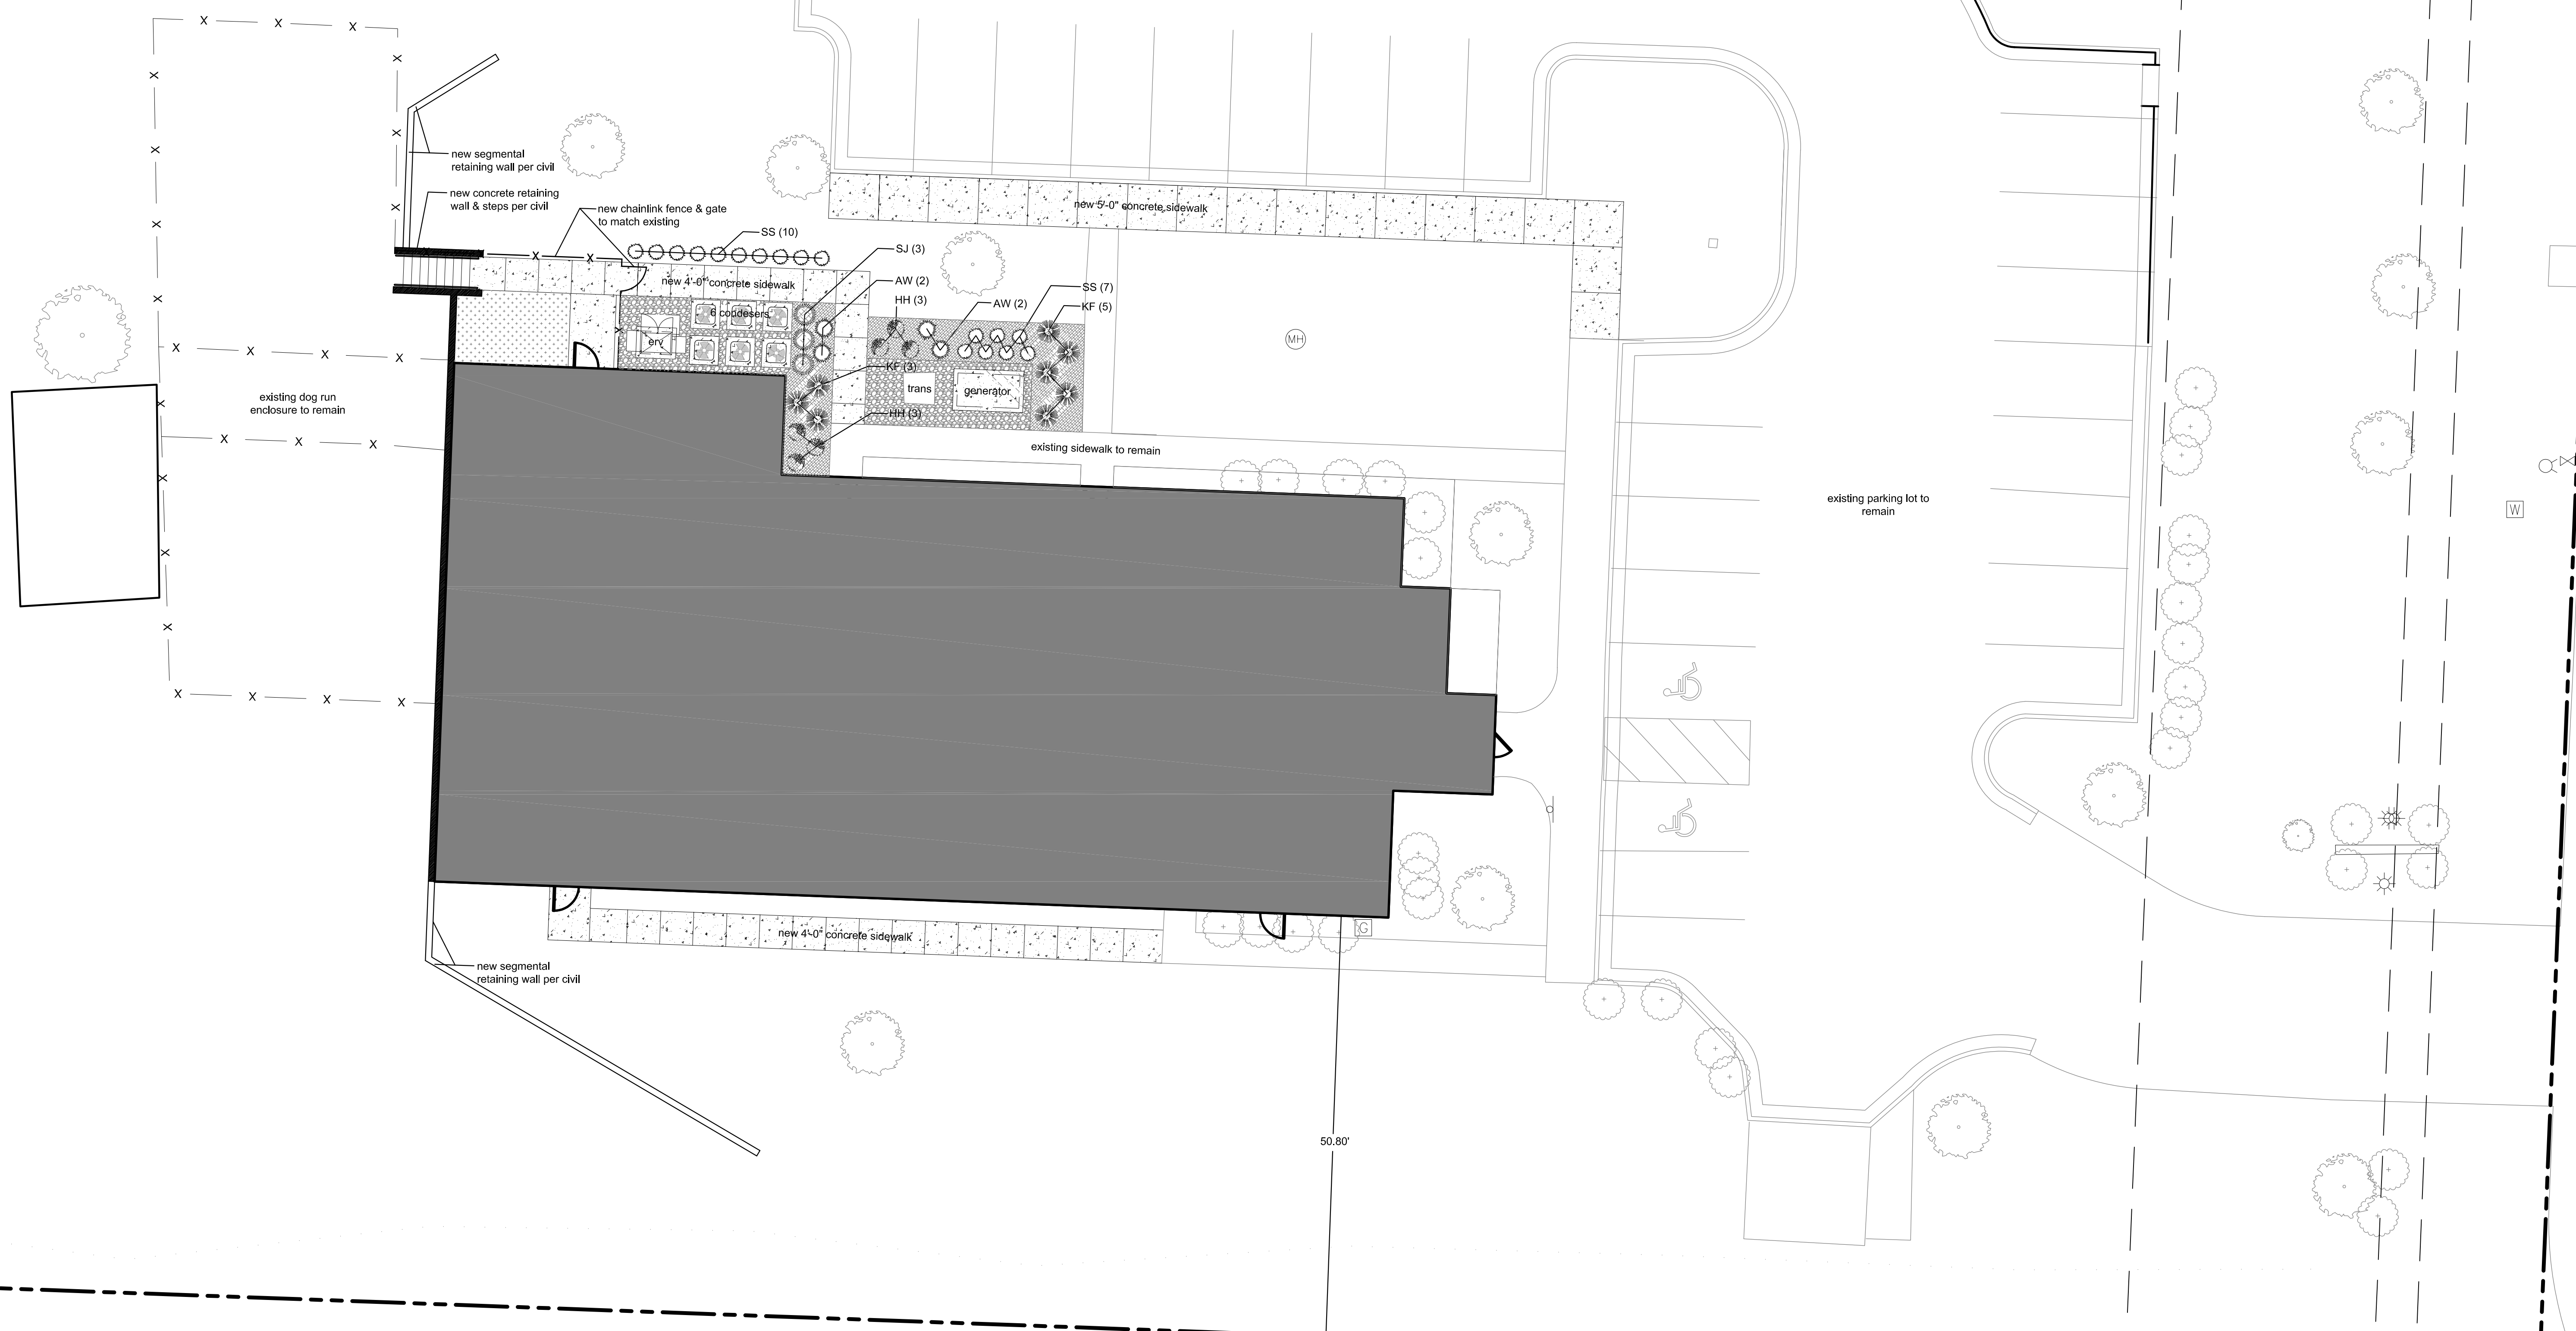 new segmental
retaining wall per civil
new concrete retaining
wall & steps per civil
new chainlink fence & gate
to match existing
new 5'-0" concrete sidewalk
SS (10)
SJ (3)
AW (2)
HH (3)
AW (2)
SS (7)
KF (5)
new 4'-0" concrete sidewalk
6 condesers
erv
MH
KF (3)
trans
generator
HH (3)
existing dog run
enclosure to remain
existing sidewalk to remain
existing parking lot to
remain
W
G
new 4'-0" concrete sidewalk
new segmental
retaining wall per civil
50.80'